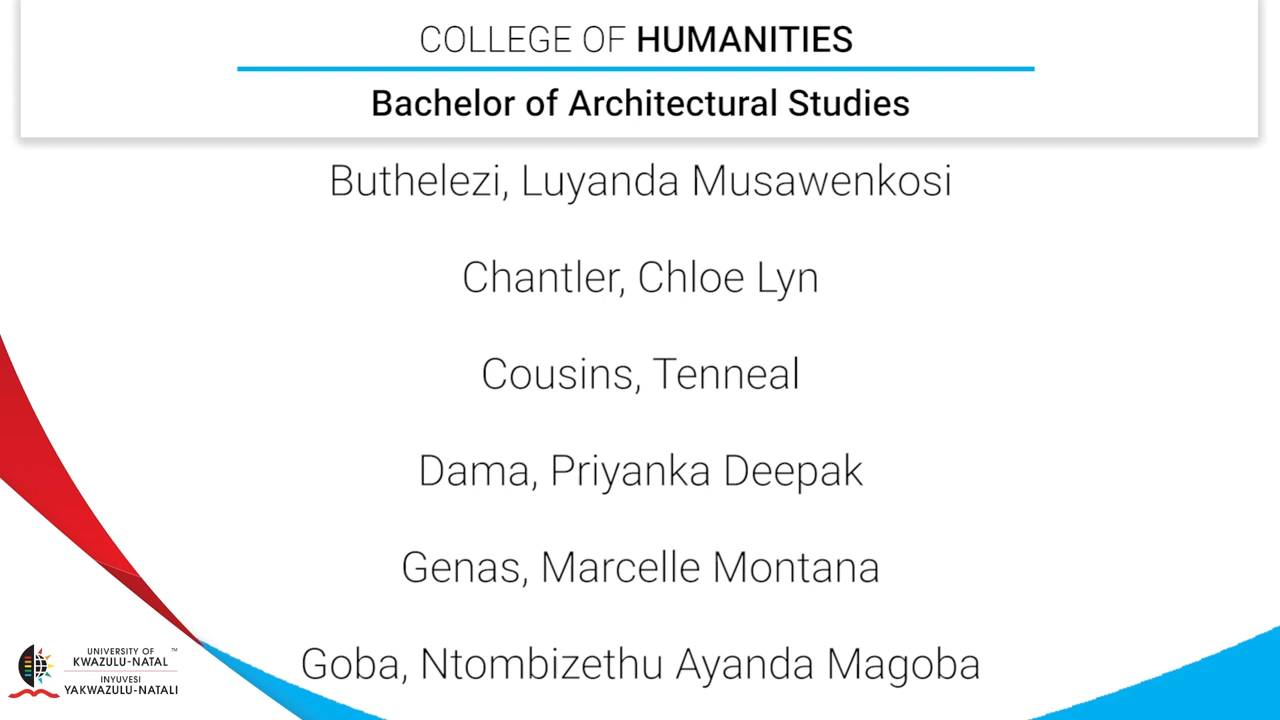 COLLEGE OF HUMANITIES
Bachelor of Architectural Studies
Buthelezi, Luyanda Musawenkosi
Chantler, Chloe Lyn
Cousins, Tenneal
Dama, Priyanka Deepak
Genas, Marcelle Montana
Goba, Ntombizethu Ayanda Magoba
UNIVERSITY OF ™
KWAZULU-NATAL
INYUVESI
YAKWAZULU-NATALI